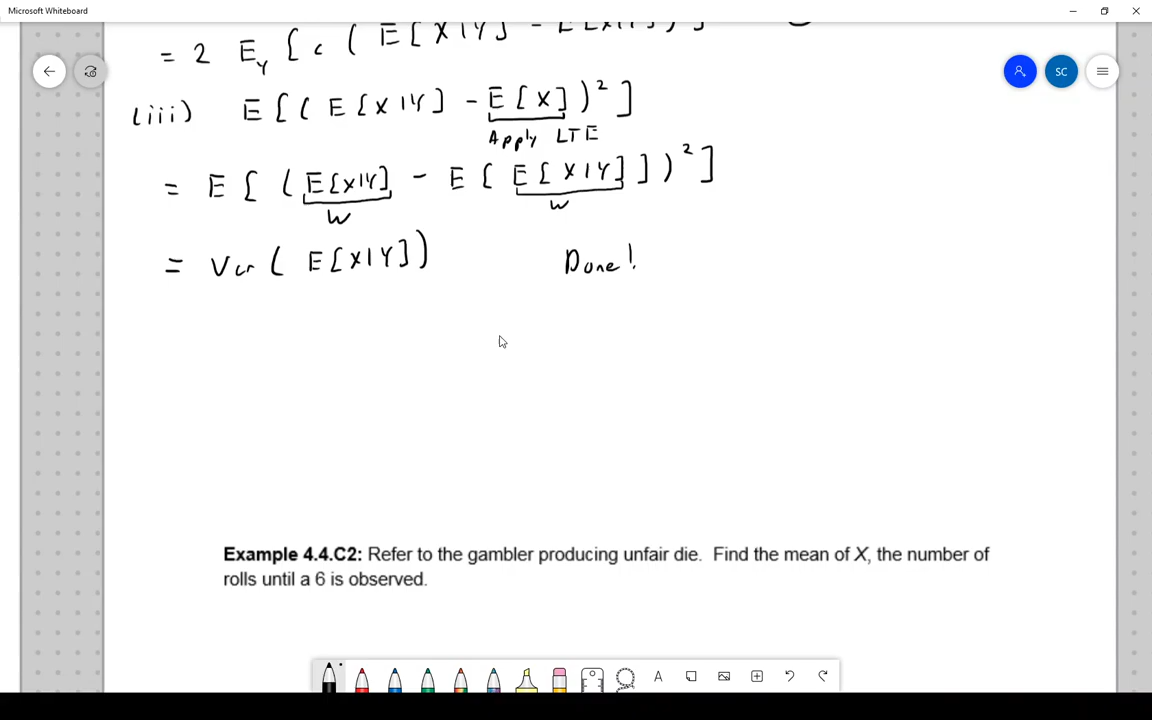 Microsoft Whiteboard
= 2 E_Y [ c ( E[X|Y] - E[X|Y] ) ]
SC
(iii) E[( E[X|Y] - E[X] )²]
Apply LTE
= E[ ( E[X|Y] - E[ E[X|Y] ] )² ]
W W
= Var( E[X|Y] ) Done!
Example 4.4.C2: Refer to the gambler producing unfair die. Find the mean of X, the number of
rolls until a 6 is observed.
A